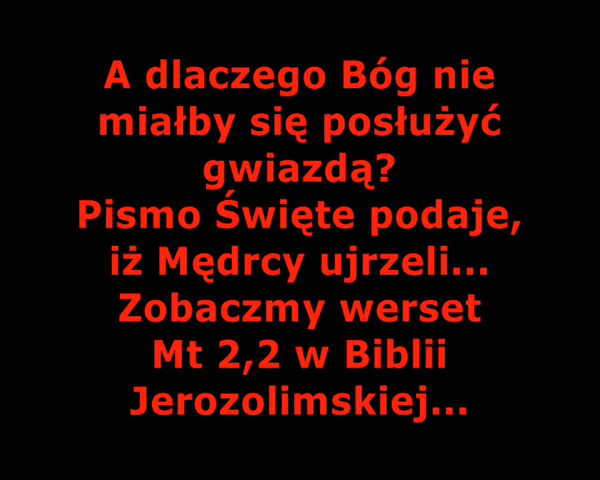 A dlaczego Bóg nie
miałby się posłużyć
gwiazdą?
Pismo Święte podaje,
iż Mędrcy ujrzeli...
Zobaczmy werset
Mt 2,2 w Biblii
Jerozolimskiej...